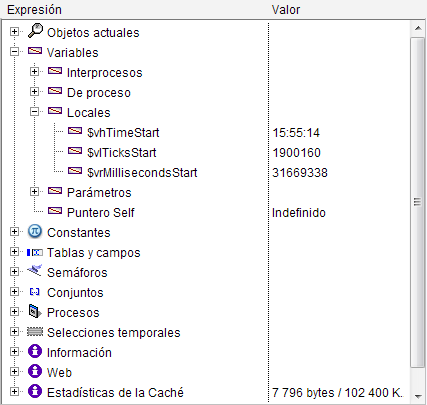 Expresión Valor
Objetos actuales
Variables
Interprocesos
De proceso
Locales
$vhTimeStart 15:55:14
$vlTicksStart 1900160
$vrMillisecondsStart 31669338
Parámetros
Puntero Self Indefinido
Constantes
Tablas y campos
Semáforos
Conjuntos
Procesos
Selecciones temporales
Información
Web
Estadísticas de la Caché 7 796 bytes / 102 400 K.